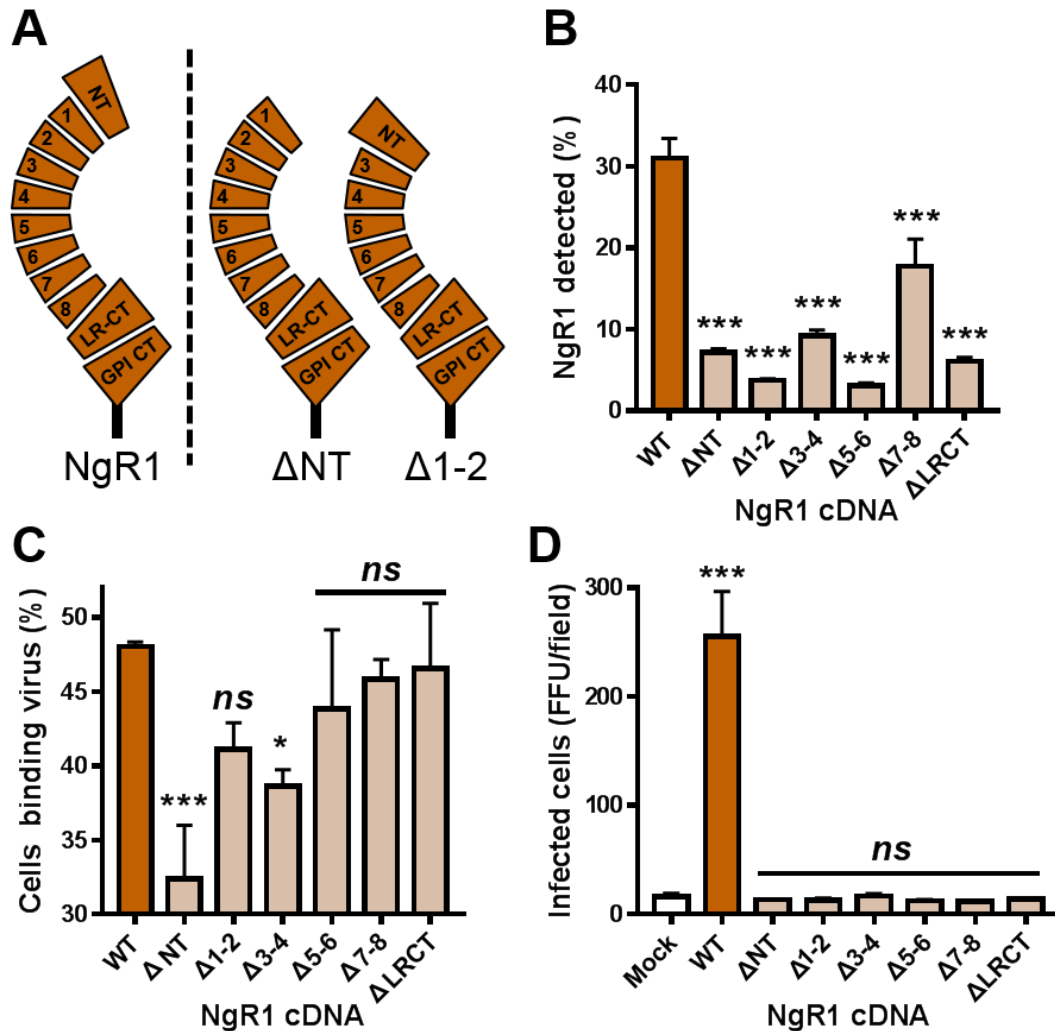 A
NT
1
2
3
4
5
6
7
8
LR-CT
GPI CT
NgR1
1
2
3
4
5
6
7
8
LR-CT
GPI CT
ΔNT
NT
3
4
5
6
7
8
LR-CT
GPI CT
Δ1-2
B
NgR1 detected (%)
40
30
20
10
0
***
***
***
***
***
***
WT
ΔNT
Δ1-2
Δ3-4
Δ5-6
Δ7-8
ΔLRCT
NgR1 cDNA
C
Cells binding virus (%)
50
45
40
35
30
***
ns
*
ns
WT
ΔNT
Δ1-2
Δ3-4
Δ5-6
Δ7-8
ΔLRCT
NgR1 cDNA
D
Infected cells (FFU/field)
300
200
100
0
***
ns
Mock
WT
ΔNT
Δ1-2
Δ3-4
Δ5-6
Δ7-8
ΔLRCT
NgR1 cDNA